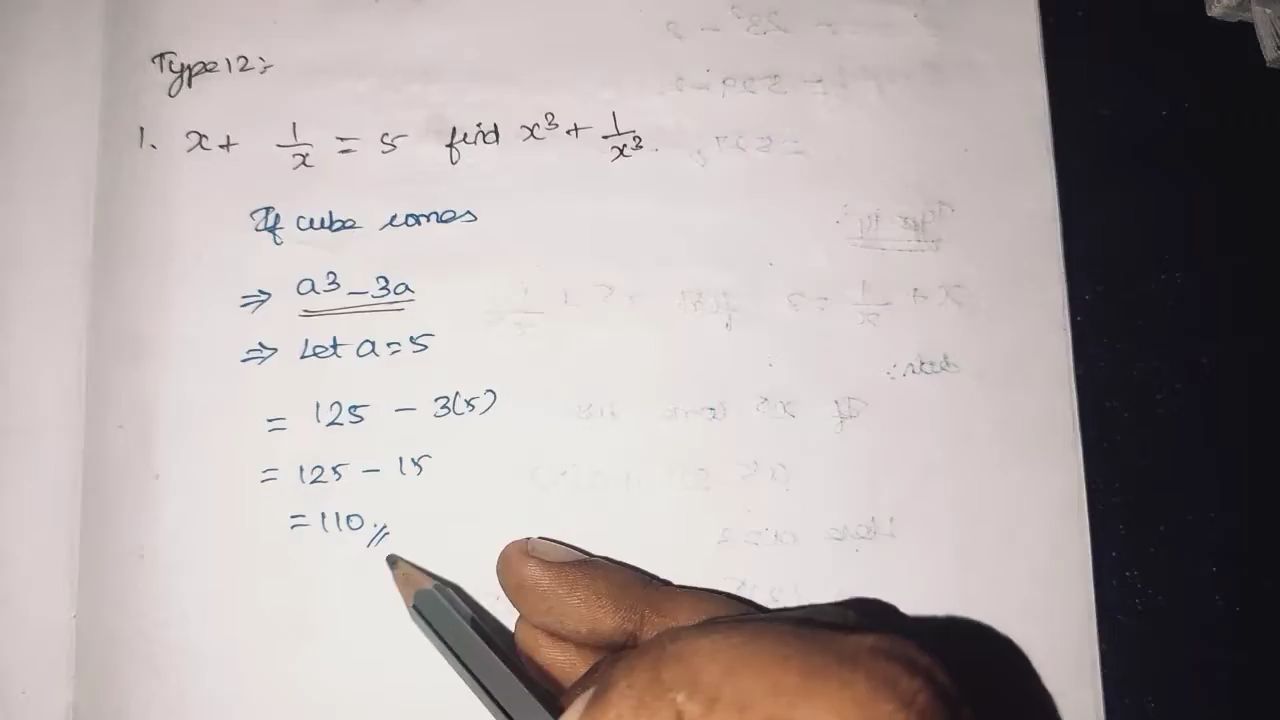 Type 12:
1. x + 1/x = 5 find x³ + 1/x³.
If cube comes
⇒ a³ - 3a
⇒ Let a = 5
= 125 - 3(5)
= 125 - 15
= 110 //